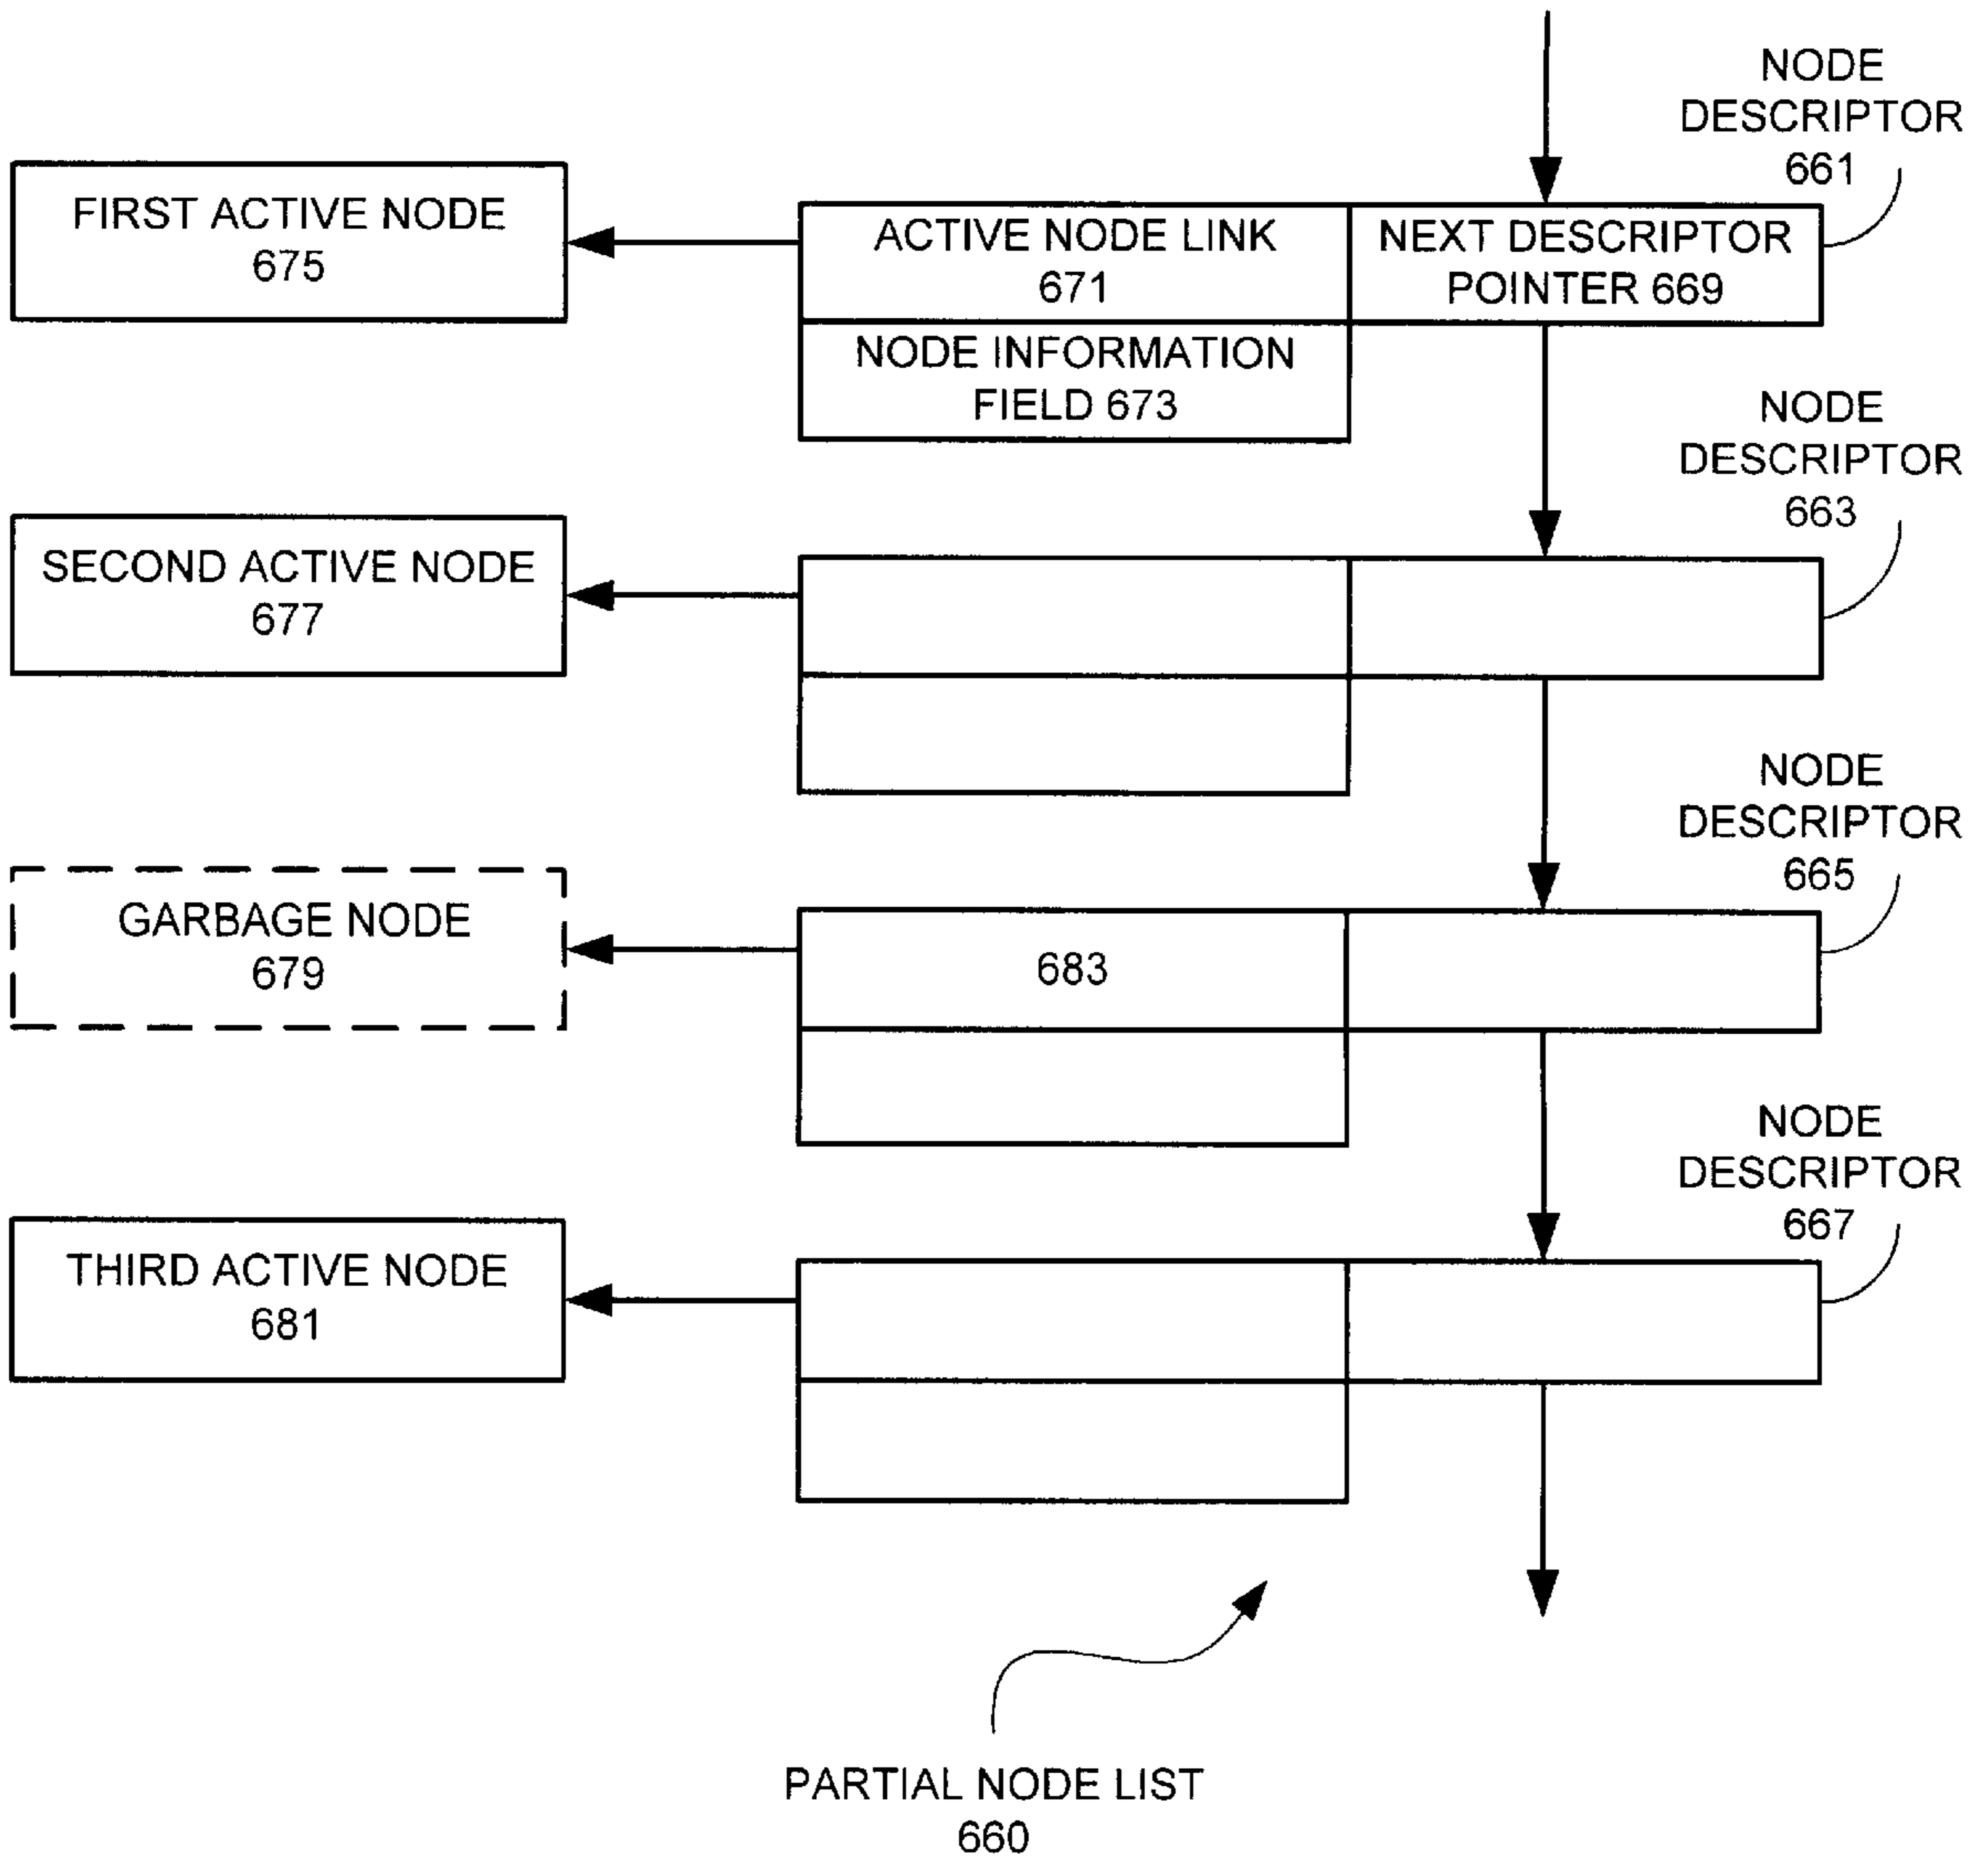 NODE
DESCRIPTOR
661
FIRST ACTIVE NODE
675
ACTIVE NODE LINK
671
NEXT DESCRIPTOR
POINTER 669
NODE INFORMATION
FIELD 673
NODE
DESCRIPTOR
663
SECOND ACTIVE NODE
677
NODE
DESCRIPTOR
665
GARBAGE NODE
679
683
NODE
DESCRIPTOR
667
THIRD ACTIVE NODE
681
PARTIAL NODE LIST
660